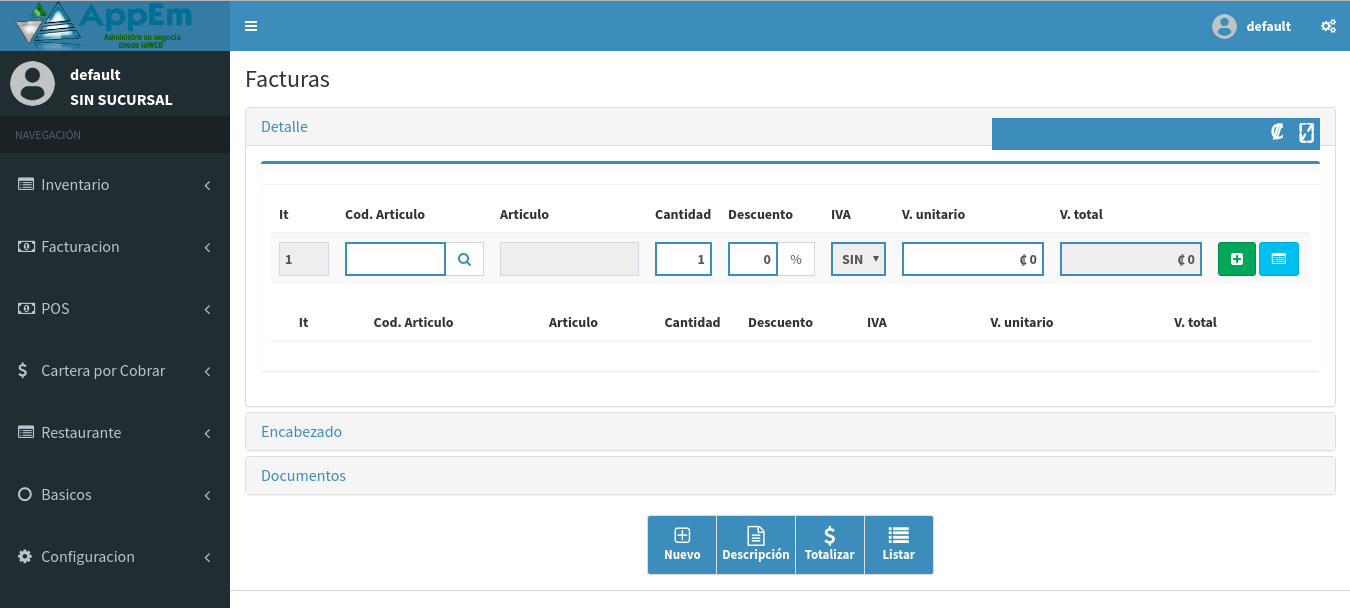 AppEm
Administre su negocio
desde laWEB
default
default
SIN SUCURSAL
NAVEGACIÓN
Inventario
Facturacion
POS
Cartera por Cobrar
Restaurante
Basicos
Configuracion
Facturas
Detalle
₡
It Cod. Articulo Articulo Cantidad Descuento IVA V. unitario V. total
1 1 0 % SIN ₡ 0 ₡ 0
It Cod. Articulo Articulo Cantidad Descuento IVA V. unitario V. total
Encabezado
Documentos
Nuevo Descripción Totalizar Listar